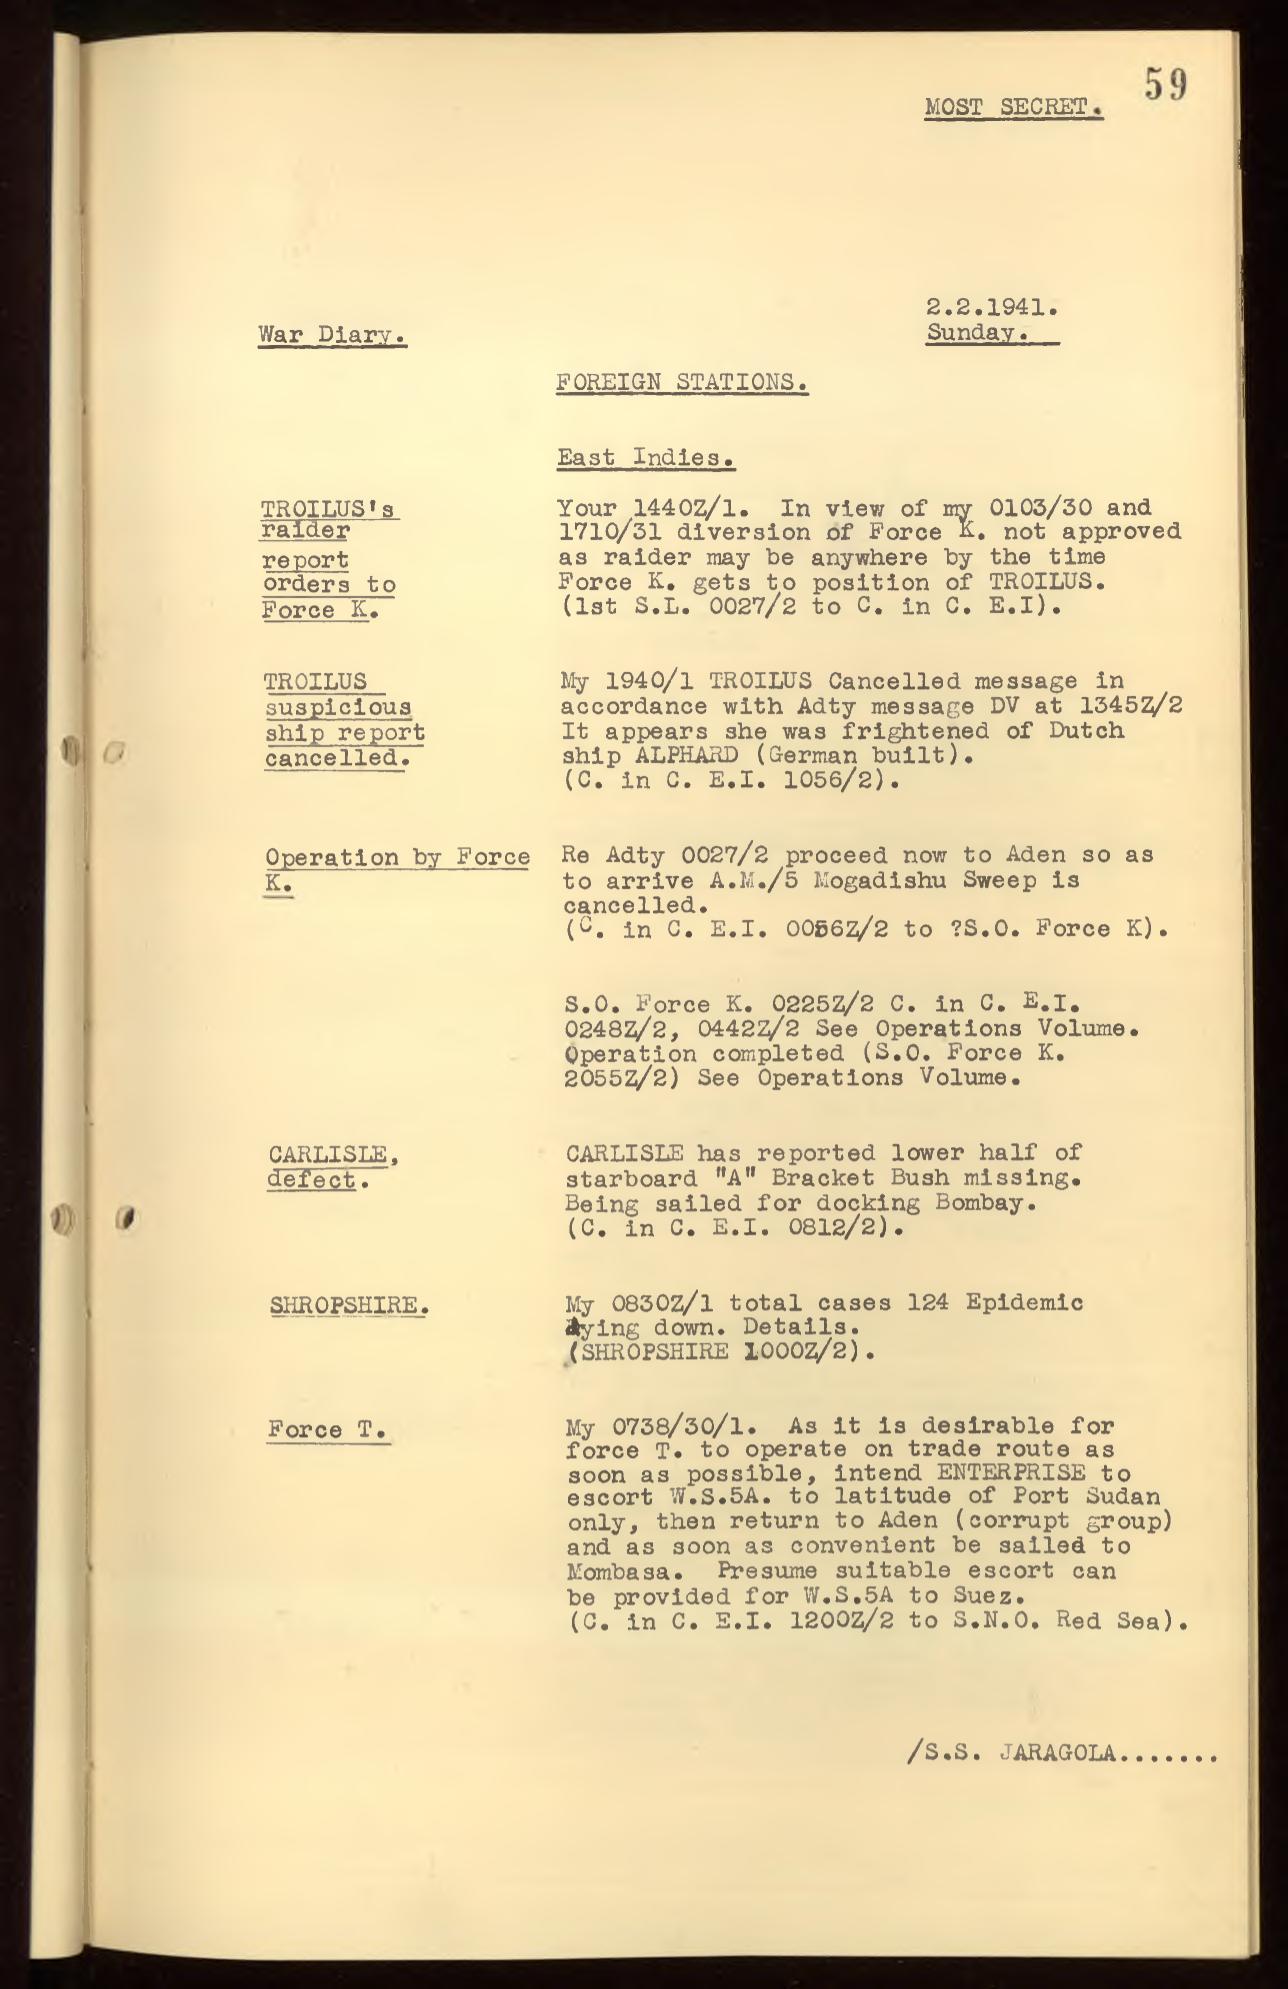 59
MOST SECRET.
2.2.1941.
War Diary.
Sunday.
FOREIGN STATIONS.
East Indies.
TROILUS's
raider
report
orders to
Force K.
Your 1440Z/1. In view of my 0103/30 and
1710/31 diversion of Force K. not approved
as raider may be anywhere by the time
Force K. gets to position of TROILUS.
(1st S.L. 0027/2 to C. in C. E.I).
TROILUS
suspicious
ship report
cancelled.
My 1940/1 TROILUS Cancelled message in
accordance with Adty message DV at 1345Z/2
It appears she was frightened of Dutch
ship ALPHARD (German built).
(C. in C. E.I. 1056/2).
Operation by Force
K.
Re Adty 0027/2 proceed now to Aden so as
to arrive A.M./5 Mogadishu Sweep is
cancelled.
(C. in C. E.I. 0056Z/2 to ?S.O. Force K).
S.O. Force K. 0225Z/2 C. in C. E.I.
0248Z/2, 0442Z/2 See Operations Volume.
Operation completed (S.O. Force K.
2055Z/2) See Operations Volume.
CARLISLE,
defect.
CARLISLE has reported lower half of
starboard "A" Bracket Bush missing.
Being sailed for docking Bombay.
(C. in C. E.I. 0812/2).
SHROPSHIRE.
My 0830Z/1 total cases 124 Epidemic
dying down. Details.
(SHROPSHIRE 1000Z/2).
Force T.
My 0738/30/1. As it is desirable for
force T. to operate on trade route as
soon as possible, intend ENTERPRISE to
escort W.S.5A. to latitude of Port Sudan
only, then return to Aden (corrupt group)
and as soon as convenient be sailed to
Mombasa. Presume suitable escort can
be provided for W.S.5A to Suez.
(C. in C. E.I. 1200Z/2 to S.N.O. Red Sea).
/S.S. JARAGOLA.......